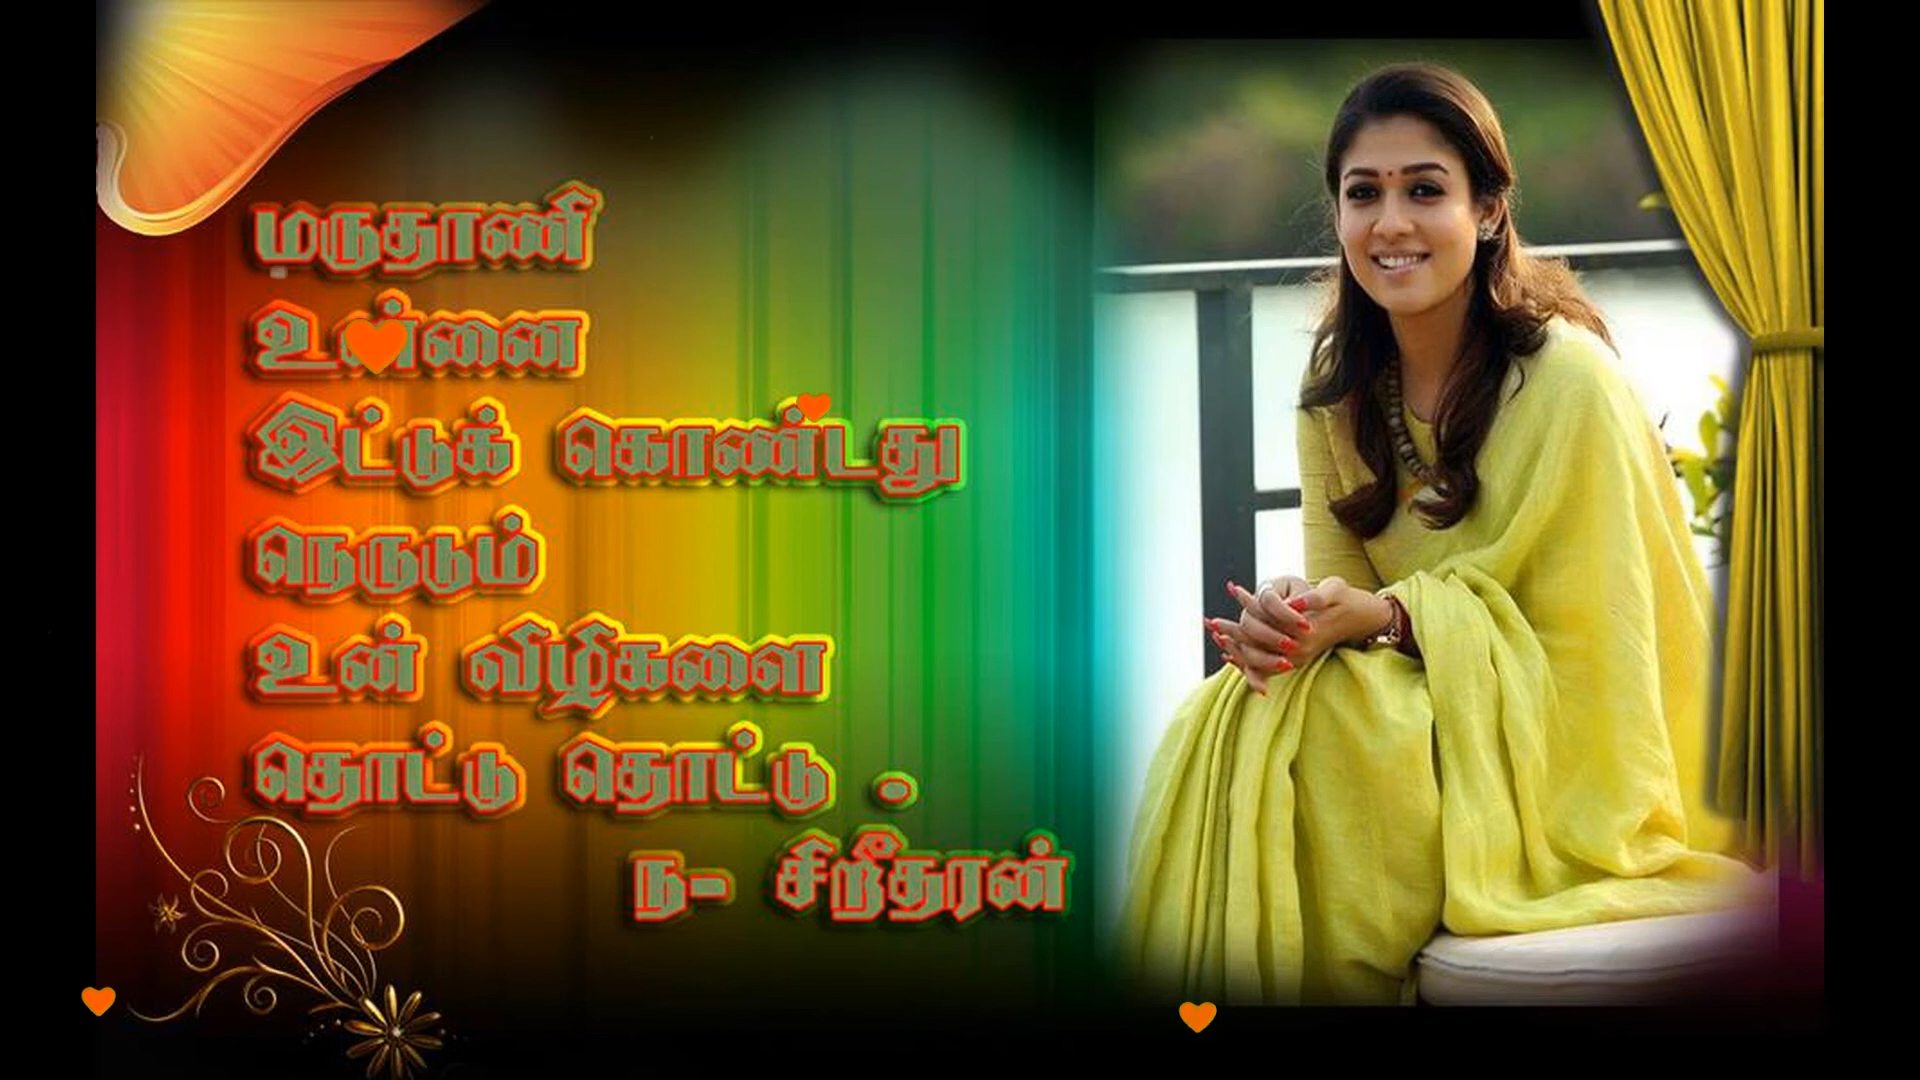 மருதாணி
உன்னை
இட்டுக் கொண்டது
நெருடும்
உன் விழிகளை
தொட்டு தொட்டு .
ந- சிறீதரன்